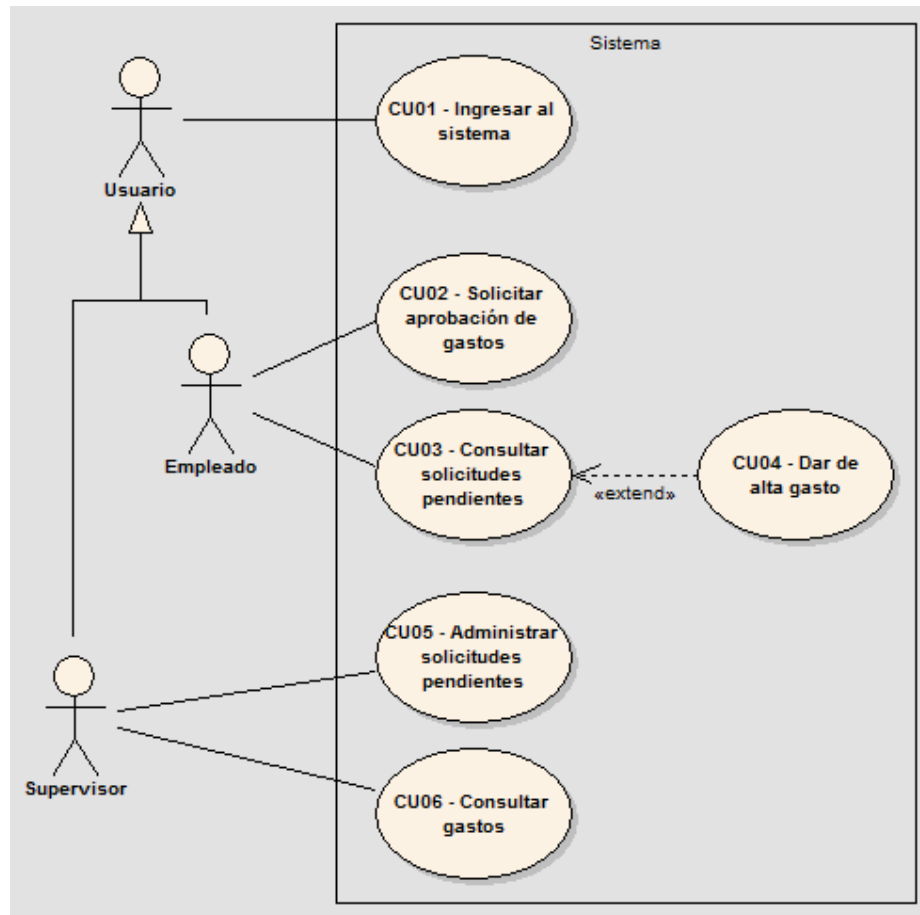 Sistema
CU01 - Ingresar al
sistema
Usuario
CU02 - Solicitar
aprobación de
gastos
Empleado
CU03 - Consultar
solicitudes
pendientes
«extend»
CU04 - Dar de
alta gasto
CU05 - Administrar
solicitudes
pendientes
Supervisor
CU06 - Consultar
gastos